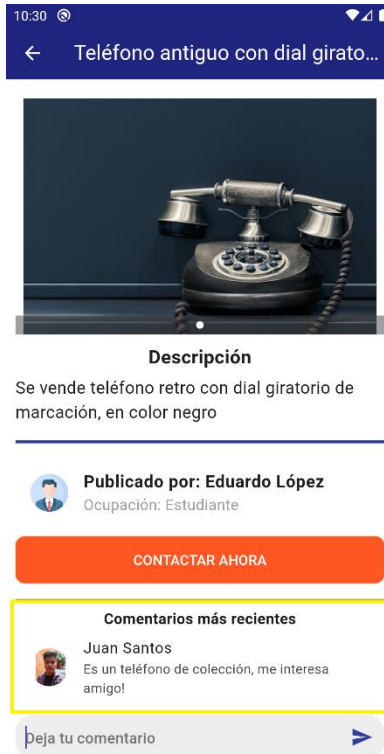 10:30
Teléfono antiguo con dial girato...
Descripción
Se vende teléfono retro con dial giratorio de
marcación, en color negro
Publicado por: Eduardo López
Ocupación: Estudiante
CONTACTAR AHORA
Comentarios más recientes
Juan Santos
Es un teléfono de colección, me interesa
amigo!
Deja tu comentario